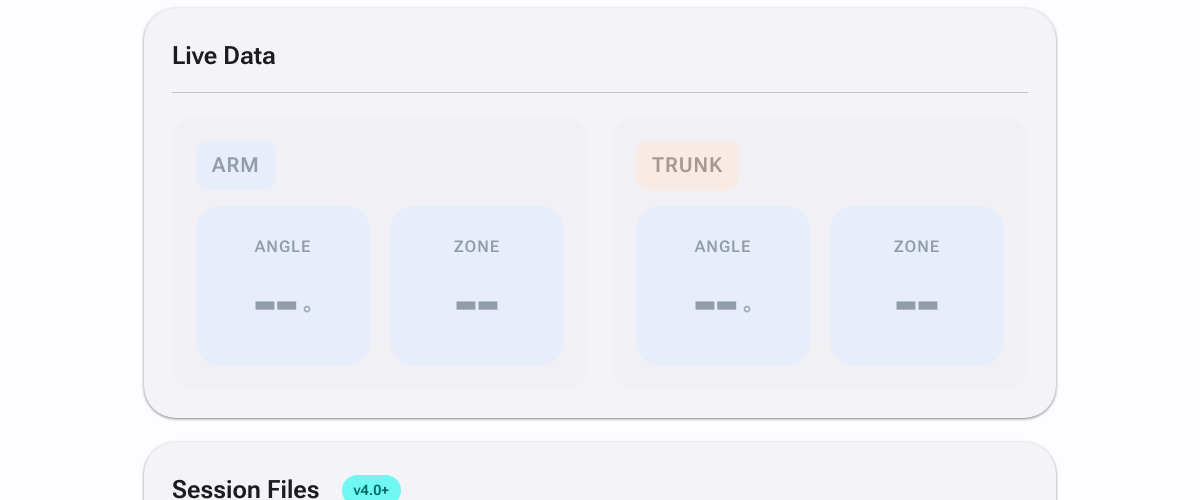 Live Data
ARM
TRUNK
ANGLE
ZONE
ANGLE
ZONE
--°
--
--°
--
Session Files v4.0+